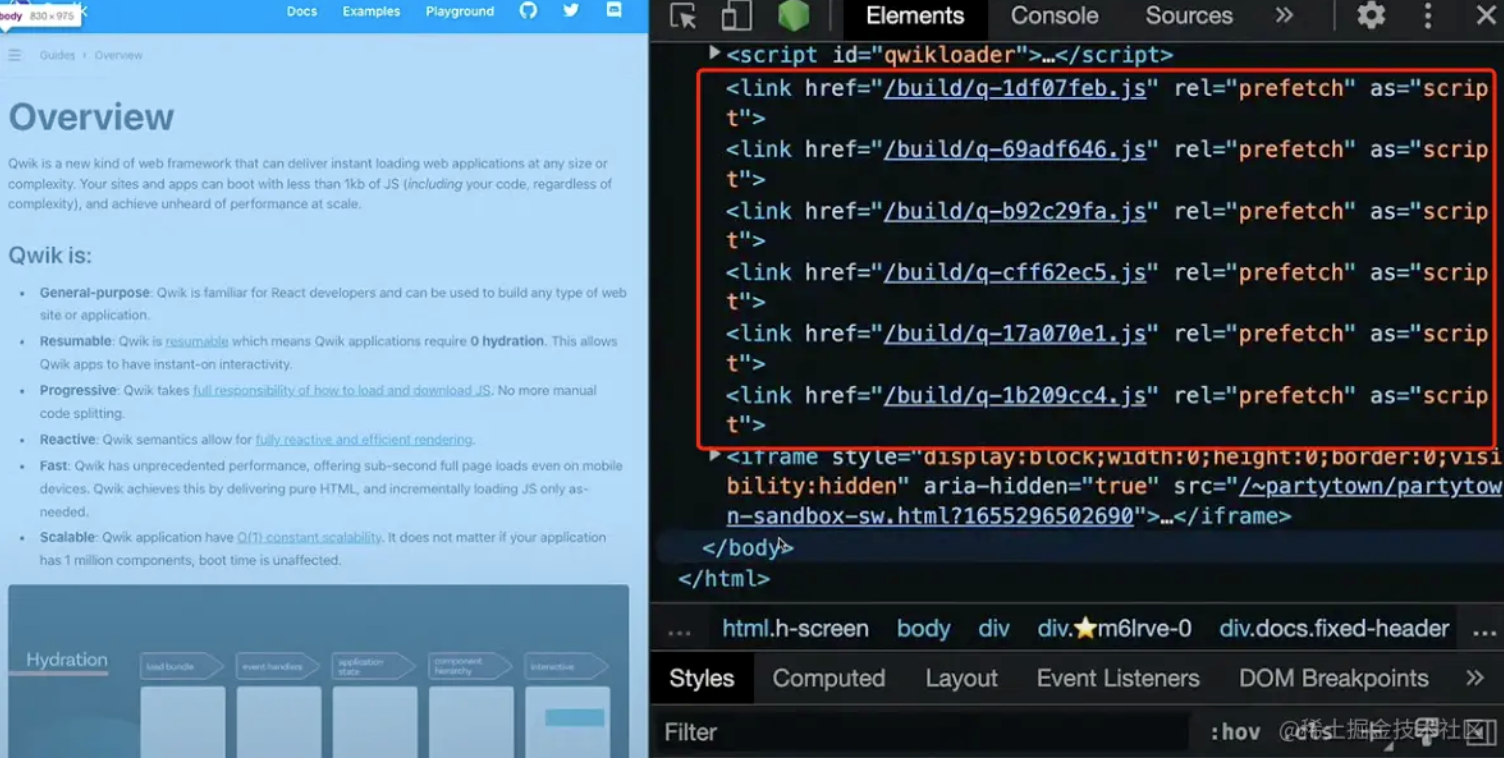 body 830 × 975
Docs Examples Playground
Guides › Overview
Overview
Qwik is a new kind of web framework that can deliver instant loading web applications at any size or
complexity. Your sites and apps can boot with less than 1kb of JS (including your code, regardless of
complexity), and achieve unheard of performance at scale.
Qwik is:
• General-purpose: Qwik is familiar for React developers and can be used to build any type of web
site or application.
• Resumable: Qwik is resumable which means Qwik applications require 0 hydration. This allows
Qwik apps to have instant-on interactivity.
• Progressive: Qwik takes full responsibility of how to load and download JS. No more manual
code splitting.
• Reactive: Qwik semantics allow for fully reactive and efficient rendering.
• Fast: Qwik has unprecedented performance, offering sub-second full page loads even on mobile
devices. Qwik achieves this by delivering pure HTML, and incrementally loading JS only as-
needed.
• Scalable: Qwik application have O(1) constant scalability. It does not matter if your application
has 1 million components, boot time is unaffected.
Hydration
load bundle
event handlers
application
state
component
hierarchy
interactive
Elements Console Sources »
<script id="qwikloader">…</script>
<link href="/build/q-1df07feb.js" rel="prefetch" as="scrip
t">
<link href="/build/q-69adf646.js" rel="prefetch" as="scrip
t">
<link href="/build/q-b92c29fa.js" rel="prefetch" as="scrip
t">
<link href="/build/q-cff62ec5.js" rel="prefetch" as="scrip
t">
<link href="/build/q-17a070e1.js" rel="prefetch" as="scrip
t">
<link href="/build/q-1b209cc4.js" rel="prefetch" as="scrip
t">
<iframe style="display:block;width:0;height:0;border:0;visi
bility:hidden" aria-hidden="true" src="/~partytown/partytow
n-sandbox-sw.html?1655296502690">…</iframe>
</body>
</html>
... html.h-screen body div div.⭐m6lrve-0 div.docs.fixed-header ...
Styles Computed Layout Event Listeners DOM Breakpoints »
Filter :hov .cls +
@稀土掘金技术社区